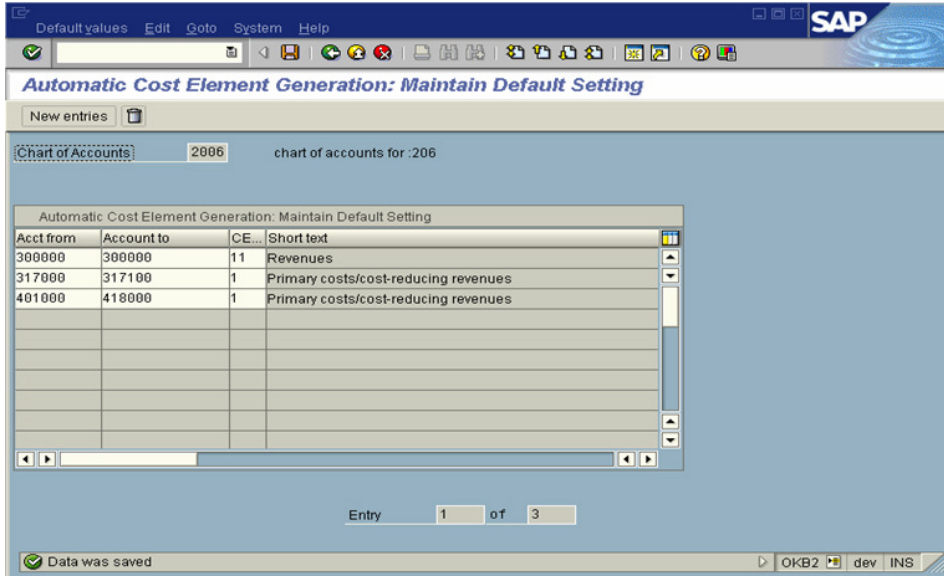 Default values Edit Goto System Help
SAP
Automatic Cost Element Generation: Maintain Default Setting
New entries
Chart of Accounts 2006 chart of accounts for :206
Automatic Cost Element Generation: Maintain Default Setting
Acct from Account to CE... Short text
300000 300000 11 Revenues
317000 317100 1 Primary costs/cost-reducing revenues
401000 418000 1 Primary costs/cost-reducing revenues
Entry 1 of 3
Data was saved OKB2 dev INS